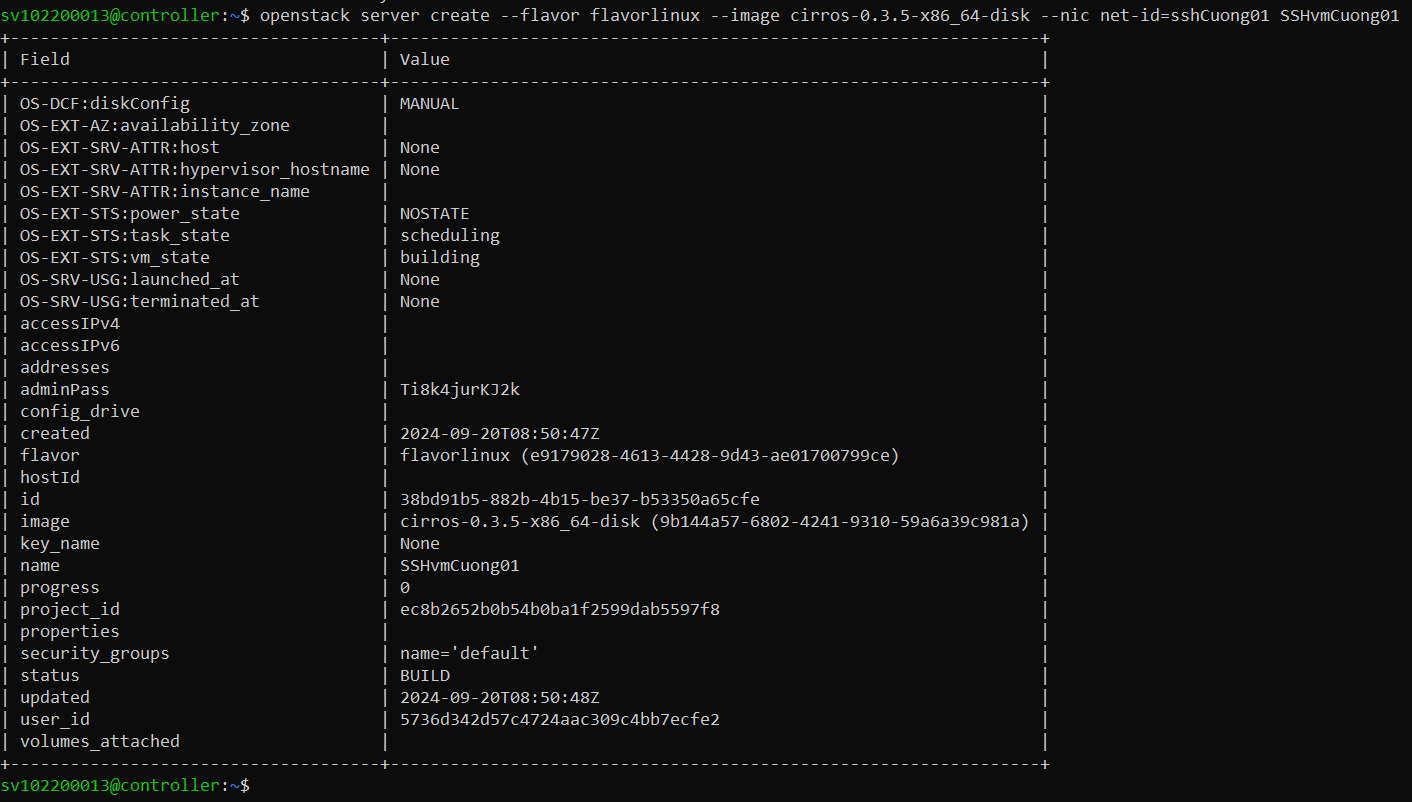 sv102200013@controller:~$ openstack server create --flavor flavorlinux --image cirros-0.3.5-x86_64-disk --nic net-id=sshCuong01 SSHvmCuong01
+-------------------------------------+-----------------------------------------------------------------+
| Field                               | Value                                                           |
+-------------------------------------+-----------------------------------------------------------------+
| OS-DCF:diskConfig                   | MANUAL                                                          |
| OS-EXT-AZ:availability_zone         |                                                                 |
| OS-EXT-SRV-ATTR:host                | None                                                            |
| OS-EXT-SRV-ATTR:hypervisor_hostname | None                                                            |
| OS-EXT-SRV-ATTR:instance_name       |                                                                 |
| OS-EXT-STS:power_state              | NOSTATE                                                         |
| OS-EXT-STS:task_state               | scheduling                                                      |
| OS-EXT-STS:vm_state                 | building                                                        |
| OS-SRV-USG:launched_at              | None                                                            |
| OS-SRV-USG:terminated_at            | None                                                            |
| accessIPv4                          |                                                                 |
| accessIPv6                          |                                                                 |
| addresses                           |                                                                 |
| adminPass                           | Ti8k4jurKJ2k                                                    |
| config_drive                        |                                                                 |
| created                             | 2024-09-20T08:50:47Z                                            |
| flavor                              | flavorlinux (e9179028-4613-4428-9d43-ae01700799ce)              |
| hostId                              |                                                                 |
| id                                  | 38bd91b5-882b-4b15-be37-b53350a65cfe                            |
| image                               | cirros-0.3.5-x86_64-disk (9b144a57-6802-4241-9310-59a6a39c981a) |
| key_name                            | None                                                            |
| name                                | SSHvmCuong01                                                    |
| progress                            | 0                                                               |
| project_id                          | ec8b2652b0b54b0ba1f2599dab5597f8                                |
| properties                          |                                                                 |
| security_groups                     | name='default'                                                  |
| status                              | BUILD                                                           |
| updated                             | 2024-09-20T08:50:48Z                                            |
| user_id                             | 5736d342d57c4724aac309c4bb7ecfe2                                |
| volumes_attached                    |                                                                 |
+-------------------------------------+-----------------------------------------------------------------+
sv102200013@controller:~$